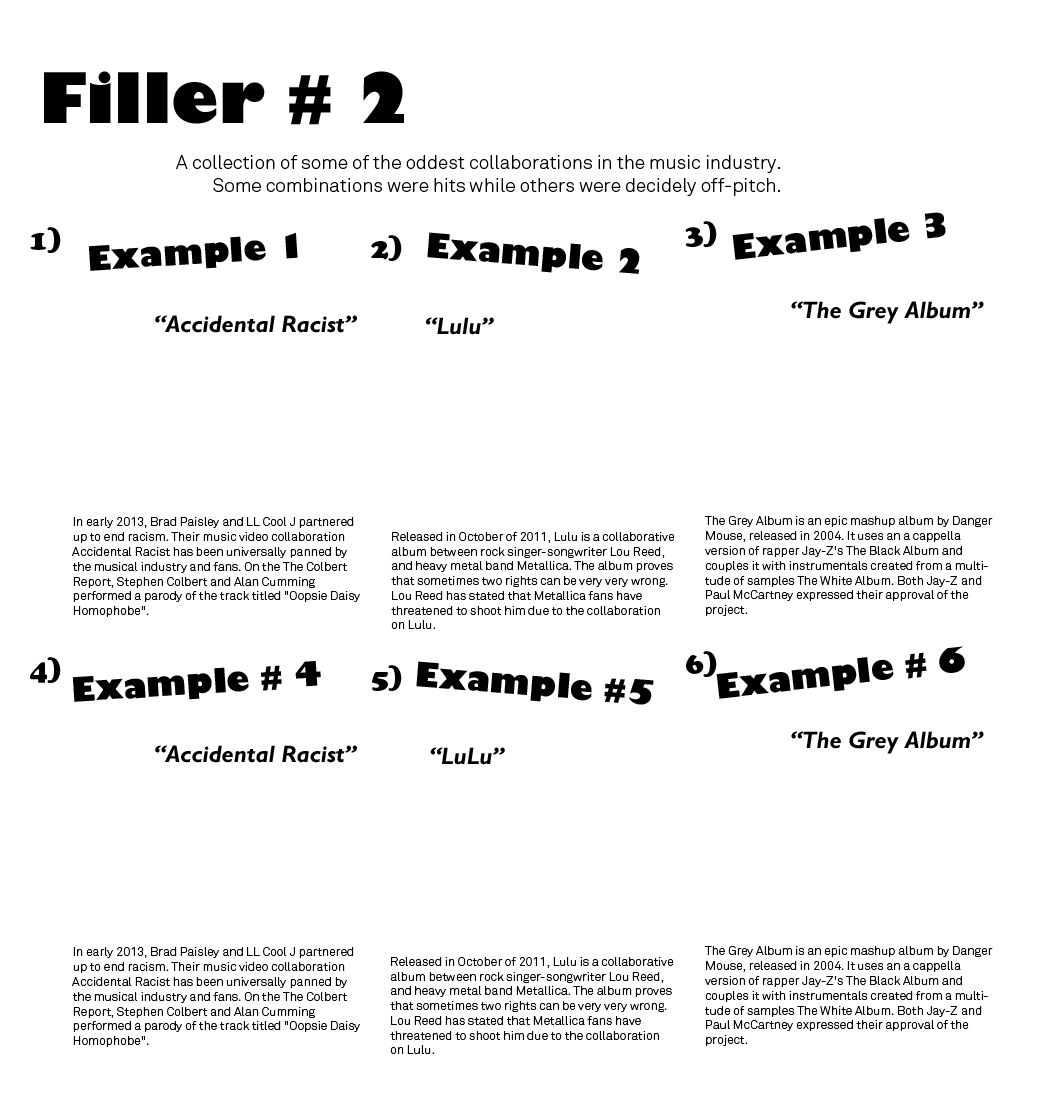 Filler # 2
A collection of some of the oddest collaborations in the music industry.
Some combinations were hits while others were decidely off-pitch.
1) Example 1
“Accidental Racist”
In early 2013, Brad Paisley and LL Cool J partnered
up to end racism. Their music video collaboration
Accidental Racist has been universally panned by
the musical industry and fans. On the The Colbert
Report, Stephen Colbert and Alan Cumming
performed a parody of the track titled "Oopsie Daisy
Homophobe".
2) Example 2
“Lulu”
Released in October of 2011, Lulu is a collaborative
album between rock singer-songwriter Lou Reed,
and heavy metal band Metallica. The album proves
that sometimes two rights can be very very wrong.
Lou Reed has stated that Metallica fans have
threatened to shoot him due to the collaboration
on Lulu.
3) Example 3
“The Grey Album”
The Grey Album is an epic mashup album by Danger
Mouse, released in 2004. It uses an a cappella
version of rapper Jay-Z's The Black Album and
couples it with instrumentals created from a multi-
tude of samples The White Album. Both Jay-Z and
Paul McCartney expressed their approval of the
project.
4) Example # 4
“Accidental Racist”
In early 2013, Brad Paisley and LL Cool J partnered
up to end racism. Their music video collaboration
Accidental Racist has been universally panned by
the musical industry and fans. On the The Colbert
Report, Stephen Colbert and Alan Cumming
performed a parody of the track titled "Oopsie Daisy
Homophobe".
5) Example #5
“LuLu”
Released in October of 2011, Lulu is a collaborative
album between rock singer-songwriter Lou Reed,
and heavy metal band Metallica. The album proves
that sometimes two rights can be very very wrong.
Lou Reed has stated that Metallica fans have
threatened to shoot him due to the collaboration
on Lulu.
6) Example # 6
“The Grey Album”
The Grey Album is an epic mashup album by Danger
Mouse, released in 2004. It uses an a cappella
version of rapper Jay-Z's The Black Album and
couples it with instrumentals created from a multi-
tude of samples The White Album. Both Jay-Z and
Paul McCartney expressed their approval of the
project.